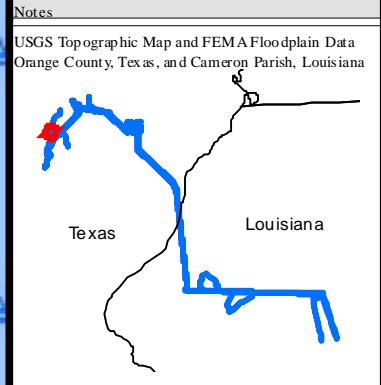 Notes
USGS Topographic Map and FEMA Floodplain Data
Orange County, Texas, and Cameron Parish, Louisiana
Texas
Louisiana